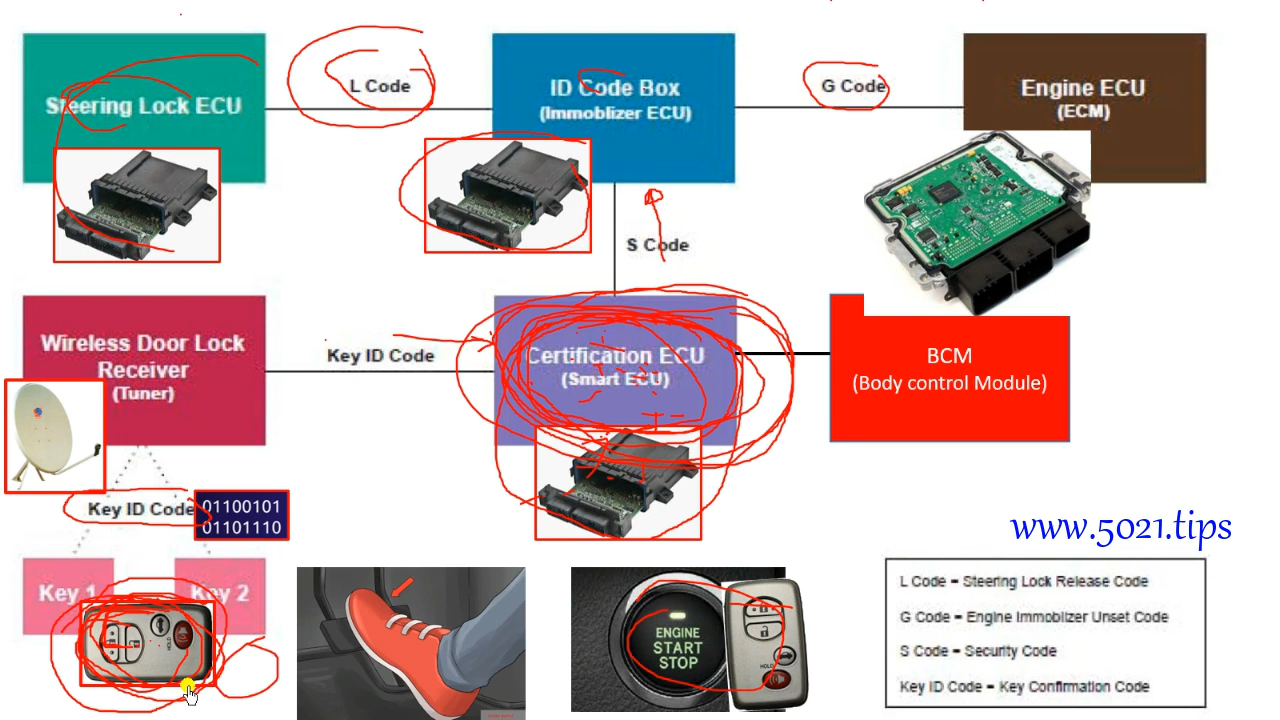 Steering Lock ECU
L Code
ID Code Box
(Immoblizer ECU)
G Code
Engine ECU
(ECM)
S Code
Wireless Door Lock
Receiver
(Tuner)
Key ID Code
Certification ECU
(Smart ECU)
BCM
(Body control Module)
Key ID Code
01100101
01101110
www.5021.tips
Key 1
Key 2
HOLD
ENGINE
START
STOP
HOLD
L Code = Steering Lock Release Code
G Code = Engine Immoblizer Unset Code
S Code = Security Code
Key ID Code = Key Confirmation Code